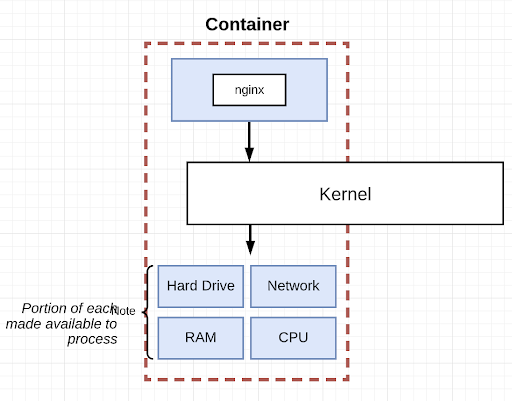 Container
nginx
Kernel
Hard Drive
Network
Portion of each
Note
made available to
process
RAM
CPU